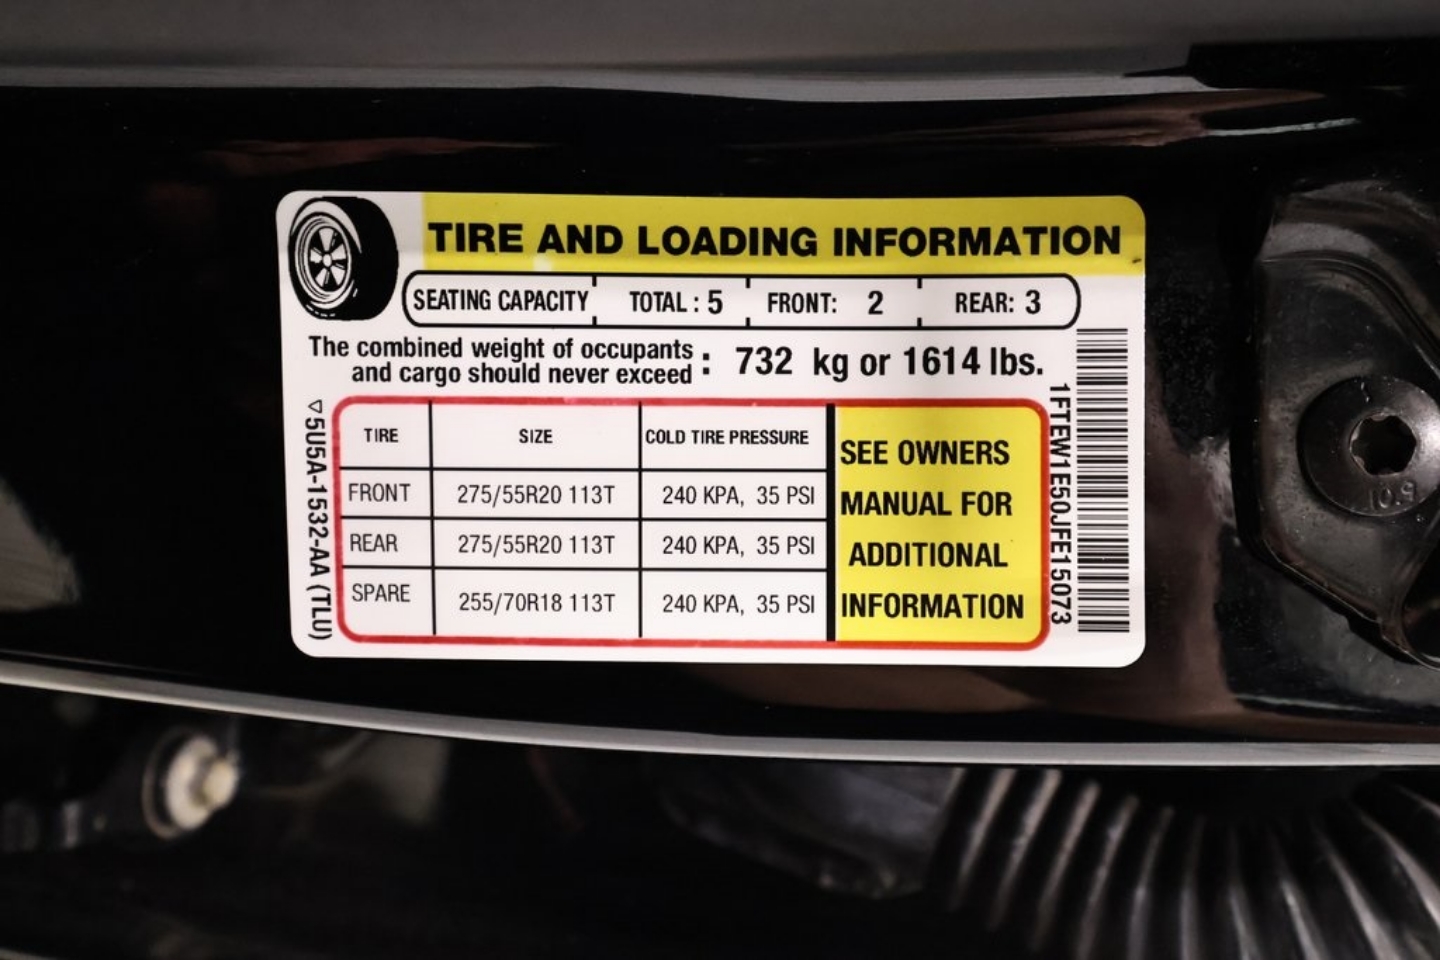 TIRE AND LOADING INFORMATION
SEATING CAPACITY TOTAL : 5 FRONT: 2 REAR: 3
The combined weight of occupants
and cargo should never exceed : 732 kg or 1614 lbs.
TIRE SIZE COLD TIRE PRESSURE
FRONT 275/55R20 113T 240 KPA, 35 PSI
REAR 275/55R20 113T 240 KPA, 35 PSI
SPARE 255/70R18 113T 240 KPA, 35 PSI
SEE OWNERS
MANUAL FOR
ADDITIONAL
INFORMATION
5U5A-1532-AA (TLU)
1FTEW1E50JFE15073
10.9